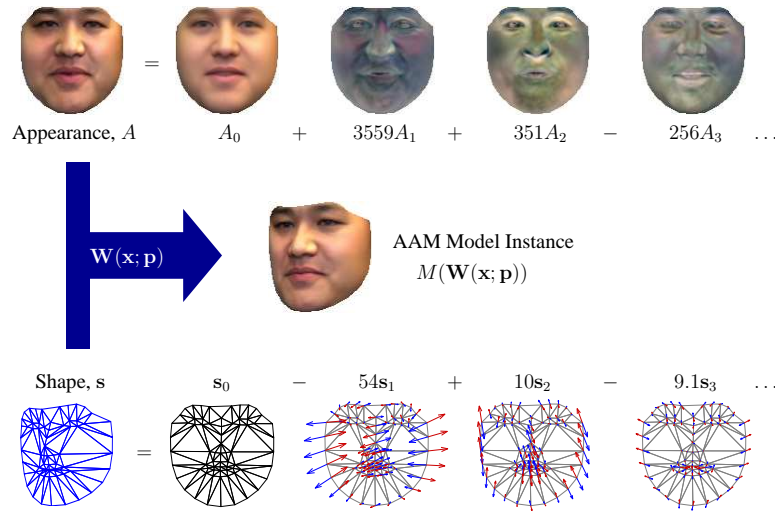 =
Appearance, A A₀ + 3559A₁ + 351A₂ − 256A₃ ...
W(x; p)
AAM Model Instance
M(W(x; p))
Shape, s s₀ − 54s₁ + 10s₂ − 9.1s₃ ...
=